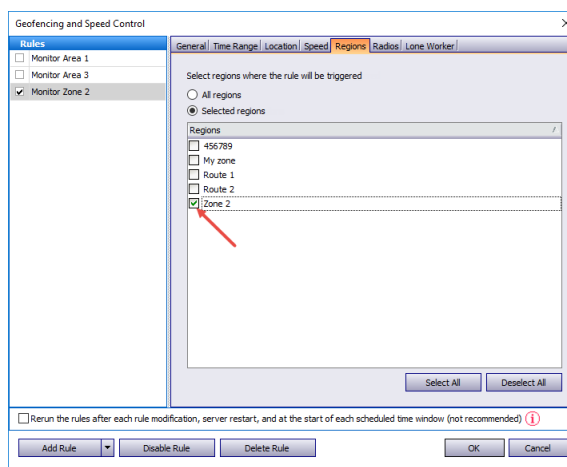 Geofencing and Speed Control
Rules
General Time Range Location Speed Regions Radios Lone Worker
Monitor Area 1
Monitor Area 3
Monitor Zone 2
Select regions where the rule will be triggered
All regions
Selected regions
Regions
456789
My zone
Route 1
Route 2
Zone 2
Select All Deselect All
Rerun the rules after each rule modification, server restart, and at the start of each scheduled time window (not recommended)
Add Rule Disable Rule Delete Rule OK Cancel